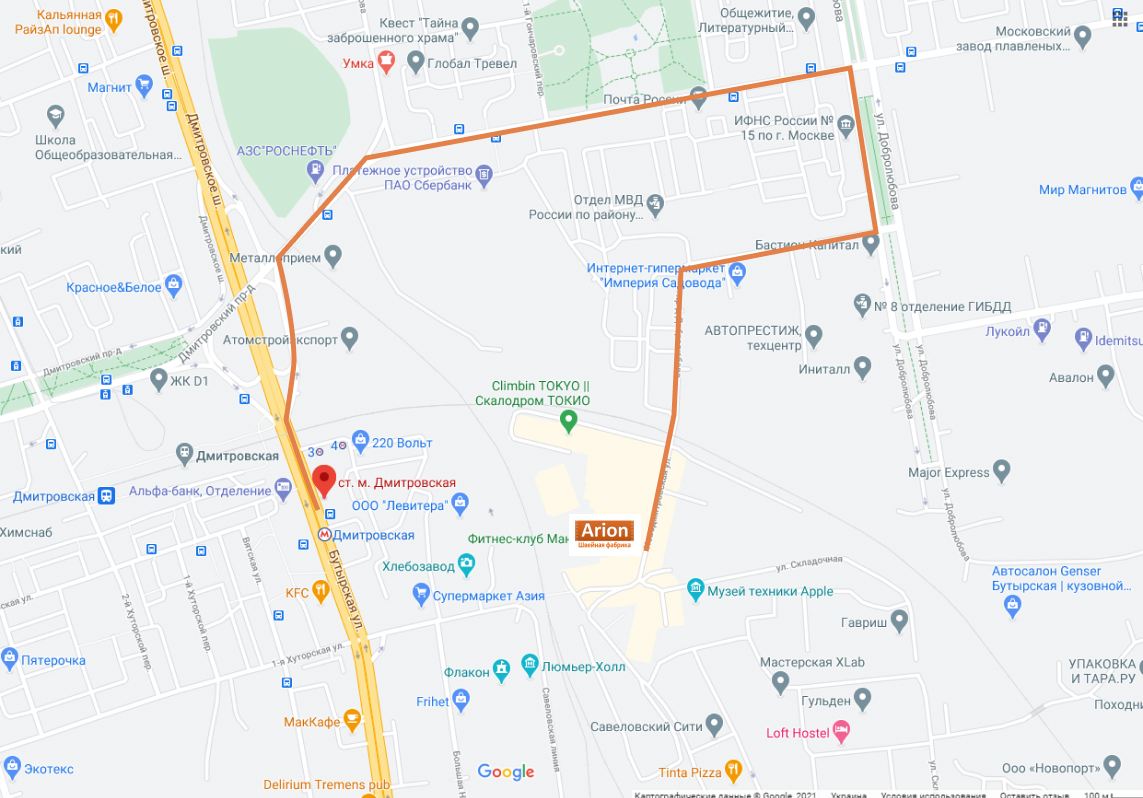 Кальянная
РайзАп lounge
Дмитровское ш.
Квест "Тайна
заброшенного храма"
Умка
Глобал Тревел
1-й Гончаровский пер.
Общежитие,
Литературный...
Московский
завод плавленых...
Магнит
Почта России
ИФНС России №
15 по г. Москве
Школа
Общеобразовательная...
Дмитровское ш.
АЗС"РОСНЕФТЬ"
Платежное устройство
ПАО Сбербанк
ул. Добролюбова
Мир Магнитов
Отдел МВД
России по району...
Дмитровское ш.
Бастион Капитал
кий
Металлоприем
Интернет-гипермаркет
"Империя Садовода"
Красное&Белое
№ 8 отделение ГИБДД
Дмитровский пр-д
Атомстройэкспорт
АВТОПРЕСТИЖ,
техцентр
Лукойл
Idemitsu
Дмитровский пр-д
ЖК D1
Иниталл
Авалон
ул. Добролюбова
ул. Добролюбова
Climbin TOKYO ||
Скалодром ТОКИО
3
4
220 Вольт
Дмитровская
ст. м. Дмитровская
Major Express
Альфа-банк, Отделение
Дмитровская
ООО "Левитера"
ул. Добролюбова
Химснаб
Дмитровская
Arion
Швейная фабрика
Фитнес-клуб Ман
Вятская ул.
Бутырская ул.
Хлебозавод
ул. Складочная
Автосалон Genser
Бутырская | кузовной...
KFC
Супермаркет Азия
Музей техники Apple
2-й Хуторской пер.
1-й Хуторской пер.
Гавриш
1-я Хуторская ул.
Пятерочка
Флакон
Люмьер-Холл
Мастерская XLab
УПАКОВКА
И ТАРА.РУ
Frihet
Савеловская линия
Гульден
МакКафе
Савеловский Сити
Loft Hostel
Экотекс
Google
Tinta Pizza
Ооо «Новопорт»
Delirium Tremens pub
Картографические данные © Google, 2021 Украина Условия использования Оставить отзыв 100 м